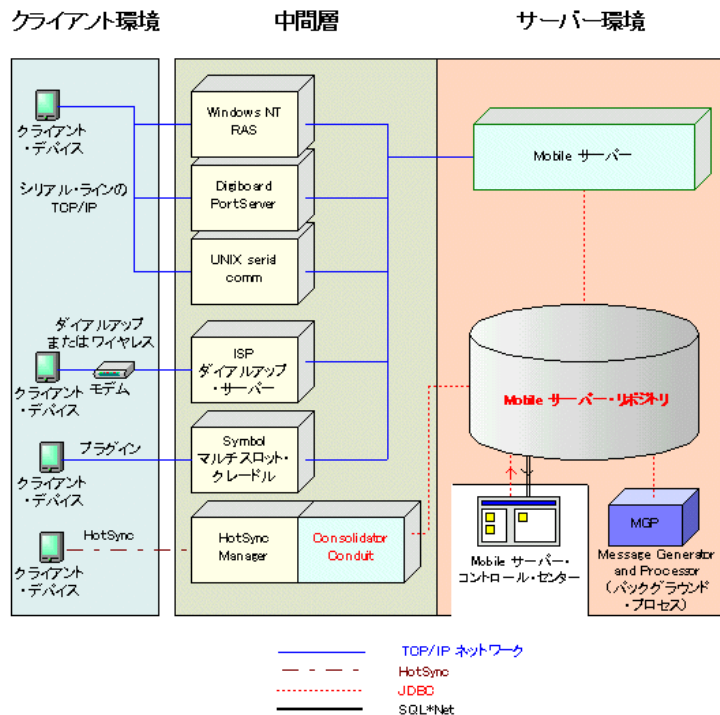 クライアント環境
中間層
サーバー環境
クライアント
・デバイス
シリアル・ラインの
TCP/IP
Windows NT
RAS
Digiboard
PortServer
UNIX serid
comm
Mobile サーバー
ダイアルアップ
またはワイヤレス
クライアント
・デバイス
モデム
ISP
ダイアルアップ
・サーバー
Mobile サーバー・リポジトリ
プラグイン
クライアント
・デバイス
Symbol
マルチスロット・
クレードル
HotSync
クライアント
・デバイス
HotSync
Manager
Consolidator
Conduit
Mobile サーバー・
コントロール・センター
MGP
Message Generator
and Processor
(バックグラウンド
・プロセス)
TCP/IP ネットワーク
HotSync
JDBC
SQL*Net